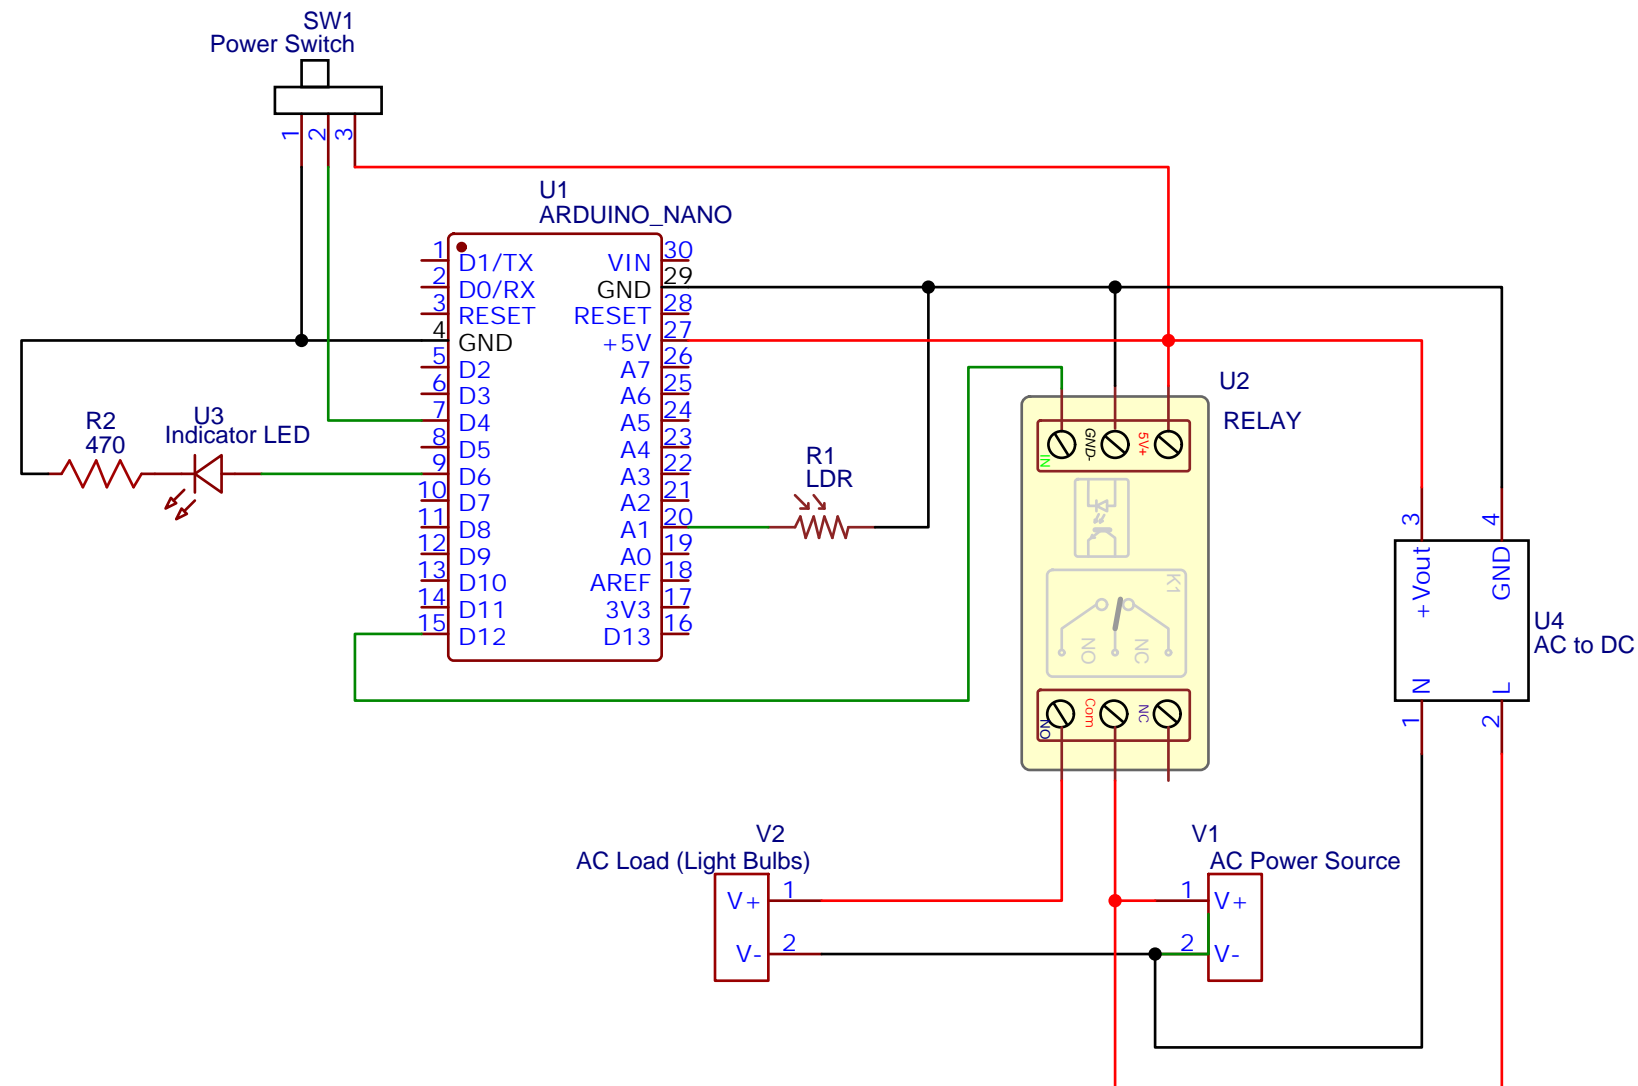 SW1
Power Switch
1
2
3
U1
ARDUINO_NANO
1 D1/TX VIN 30
2 D0/RX GND 29
3 RESET RESET 28
4 GND +5V 27
5 D2 A7 26
6 D3 A6 25
7 D4 A5 24
8 D5 A4 23
9 D6 A3 22
10 D7 A2 21
11 D8 A1 20
12 D9 A0 19
13 D10 AREF 18
14 D11 3V3 17
15 D12 D13 16
R2
470
U3
Indicator LED
R1
LDR
U2
RELAY
IN
GND-
5V+
K1
NO
NC
NO
Com
NC
3
4
+Vout
GND
U4
AC to DC
N
L
1
2
V2
AC Load (Light Bulbs)
V+ 1
V- 2
V1
AC Power Source
1 V+
2 V-